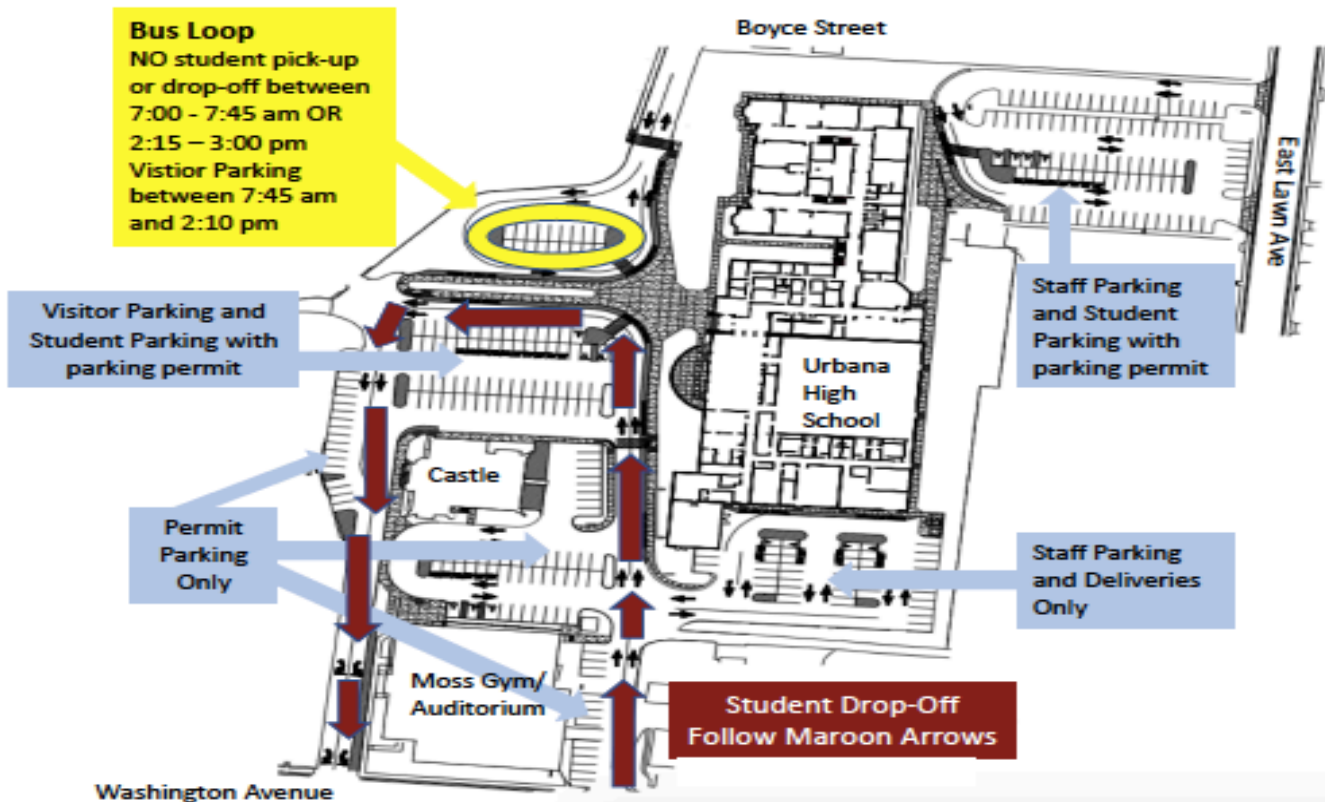 Bus Loop
NO student pick-up
or drop-off between
7:00 - 7:45 am OR
2:15 – 3:00 pm
Vistior Parking
between 7:45 am
and 2:10 pm
Boyce Street
East Lawn Ave
Visitor Parking and
Student Parking with
parking permit
Staff Parking
and Student
Parking with
parking permit
Urbana
High
School
Castle
Permit
Parking
Only
Staff Parking
and Deliveries
Only
Moss Gym/
Auditorium
Student Drop-Off
Follow Maroon Arrows
Washington Avenue